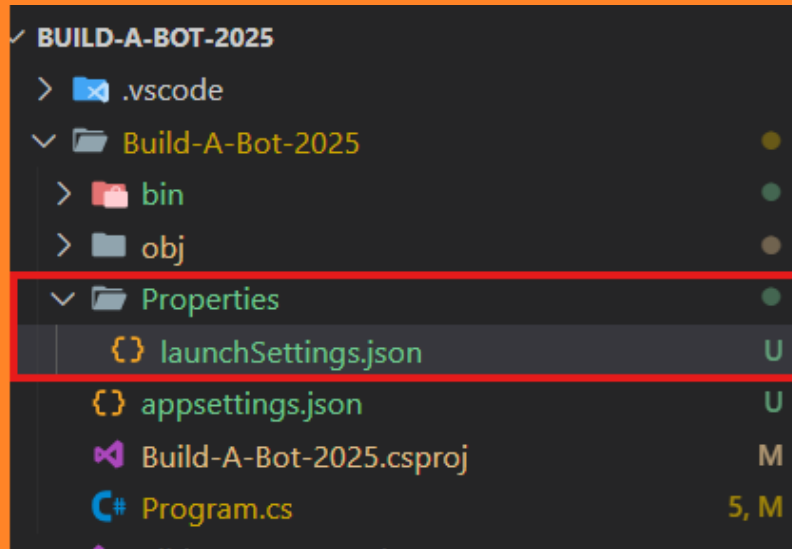 BUILD-A-BOT-2025
.vscode
Build-A-Bot-2025
bin
obj
Properties
launchSettings.json U
appsettings.json U
Build-A-Bot-2025.csproj M
Program.cs 5, M